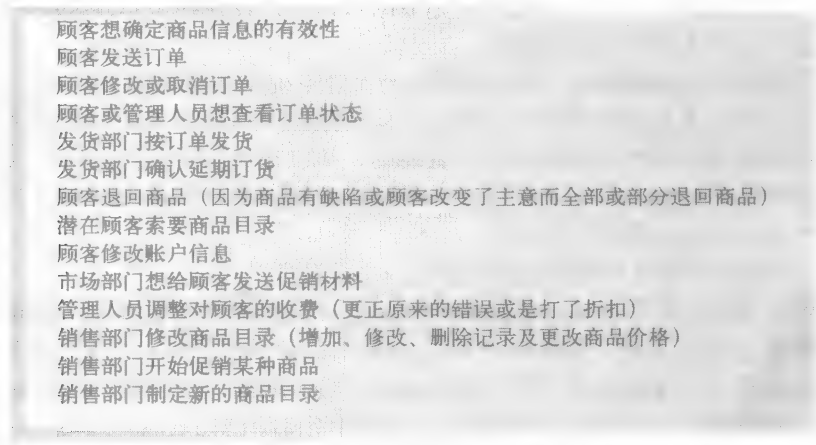 顾客想确定商品信息的有效性
顾客发送订单
顾客修改或取消订单
顾客或管理人员想查看订单状态
发货部门按订单发货
发货部门确认延期订货
顾客退回商品（因为商品有缺陷或顾客改变了主意而全部或部分退回商品）
潜在顾客索要商品目录
顾客修改账户信息
市场部门想给顾客发送促销材料
管理人员调整对顾客的收费（更正原来的错误或是打了折扣）
销售部门修改商品目录（增加、修改、删除记录及更改商品价格）
销售部门开始促销某种商品
销售部门制定新的商品目录